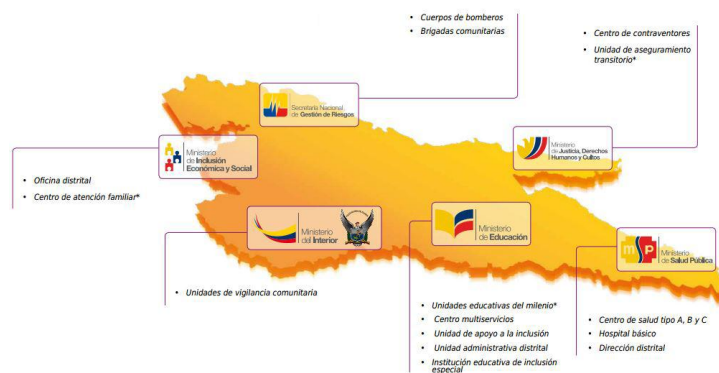 Cuerpos de bomberos
Brigadas comunitarias
Centro de contraventores
Unidad de aseguramiento
transitorio*
Secretaría Nacional
de Gestión de Riesgos
Ministerio
de Inclusión
Económica y Social
Ministerio
de Justicia, Derechos
Humanos y Cultos
Oficina distrital
Centro de atención familiar*
Ministerio
del Interior
Ministerio
de Educación
Ministerio
de Salud Pública
Unidades de vigilancia comunitaria
Unidades educativas del milenio*
Centro multiservicios
Unidad de apoyo a la inclusión
Unidad administrativa distrital
Institución educativa de inclusión
especial
Centro de salud tipo A, B y C
Hospital básico
Dirección distrital